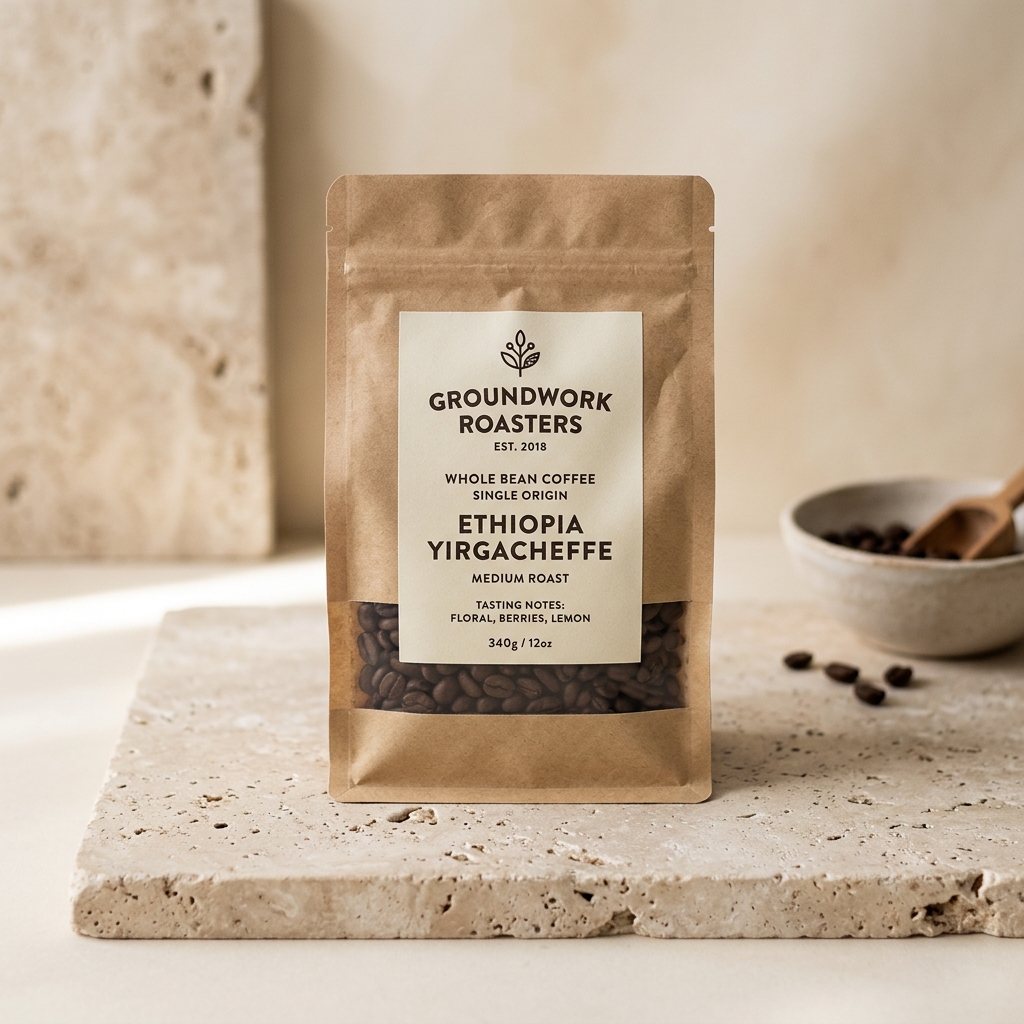 GROUNDWORK
ROASTERS
EST. 2018
WHOLE BEAN COFFEE
SINGLE ORIGIN
ETHIOPIA
YIRGACHEFFE
MEDIUM ROAST
TASTING NOTES:
FLORAL, BERRIES, LEMON
340g / 12oz